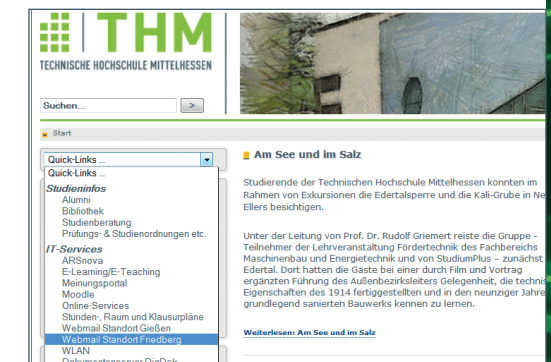 THM
TECHNISCHE HOCHSCHULE MITTELHESSEN
Suchen...
>
Start
Quick-Links ...
Quick-Links ...
Studieninfos
Alumni
Bibliothek
Studienberatung
Prüfungs- & Studienordnungen etc.
IT-Services
ARSnova
E-Learning/E-Teaching
Meinungsportal
Moodle
Online-Services
Stunden-, Raum und Klausurpläne
Webmail Standort Gießen
Webmail Standort Friedberg
WLAN
Dokumentenserver DigDok
Am See und im Salz
Studierende der Technischen Hochschule Mittelhessen konnten im
Rahmen von Exkursionen die Edertalsperre und die Kali-Grube in Ne
Ellers besichtigen.
Unter der Leitung von Prof. Dr. Rudolf Griemert reiste die Gruppe -
Teilnehmer der Lehrveranstaltung Fördertechnik des Fachbereichs
Maschinenbau und Energietechnik und von StudiumPlus – zunächst
Edertal. Dort hatten die Gäste bei einer durch Film und Vortrag
ergänzten Führung des Außenbezirksleiters Gelegenheit, die technis
Eigenschaften des 1914 fertiggestellten und in den neunziger Jahre
grundlegend sanierten Bauwerks kennen zu lernen.
Weiterlesen: Am See und im Salz